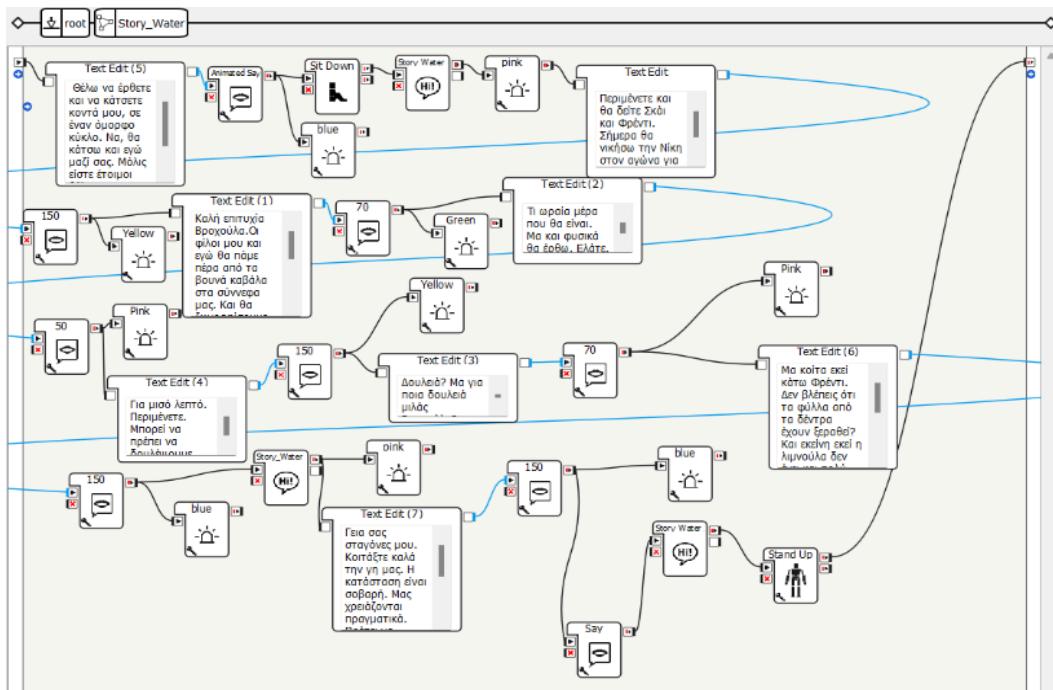 root
Story_Water
Text Edit (5)
Θέλω να έρθετε
και να κάτσετε
κοντά μου, σε
έναν όμορφο
κύκλο. Να, θα
κάτσω και εγώ
μαζί σας. Μόλις
είστε έτοιμοι
Animated Say
Sit Down
Story Water
Hi!
pink
blue
Text Edit
Περιμένετε και
θα δείτε Σκάι
και Φρέντι.
Σήμερα θα
νικήσω την Νίκη
στον αγώνα για
150
Yellow
Text Edit (1)
Καλή επιτυχία
Βροχούλα.Οι
φίλοι μου και
εγώ θα πάμε
πέρα από τα
βουνά καβάλα
στα σύννεφα
μας. Και θα
70
Green
Text Edit (2)
Τι ωραία μέρα
που θα είναι.
Μα και φυσικά
θα έρθω. Ελάτε.
50
Pink
Text Edit (4)
Για μισό λεπτό.
Περιμένετε.
Μπορεί να
πρέπει να
δουλέψουμε
150
Yellow
Text Edit (3)
Δουλειά? Μα για
ποια δουλειά
μιλάς
70
Pink
Text Edit (6)
Μα κοίτα εκεί
κάτω Φρέντι.
Δεν βλέπεις ότι
τα φύλλα από
τα δέντρα
έχουν ξεραθεί?
Και εκείνη εκεί η
λιμνούλα δεν
150
blue
Story_Water
Hi!
pink
Text Edit (7)
Γεια σας
σταγόνες μου.
Κοιτάξτε καλά
την γη μας. Η
κατάσταση είναι
σοβαρή. Μας
χρειάζονται
πραγματικά.
150
blue
Say
Story Water
Hi!
Stand Up